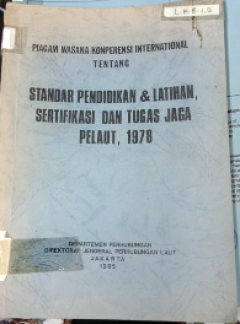 PIAGAM WASANA KONPERENSI INTERNATIONAL
TENTANG
STANDAR PENDIDIKAN & LATIHAN,
SERTIFIKASI DAN TUGAS JAGA
PELAUT, 1978
DEPARTEMEN PERHUBUNGAN
DIREKTORAT JENDERAL PERHUBUNGAN LAUT
JAKARTA